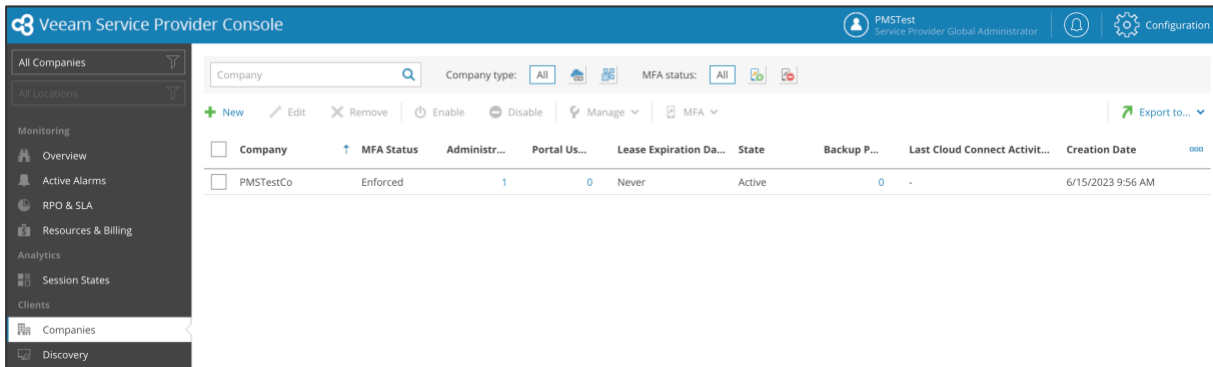 Veeam Service Provider Console
PMSTest
Service Provider Global Administrator
Configuration
All Companies
All Locations
Monitoring
Overview
Active Alarms
RPO & SLA
Resources & Billing
Analytics
Session States
Clients
Companies
Discovery
Company
Company type: All
MFA status: All
New Edit Remove Enable Disable Manage MFA Export to...
Company MFA Status Administr... Portal Us... Lease Expiration Da... State Backup P... Last Cloud Connect Activit... Creation Date
PMSTestCo Enforced 1 0 Never Active 0 - 6/15/2023 9:56 AM